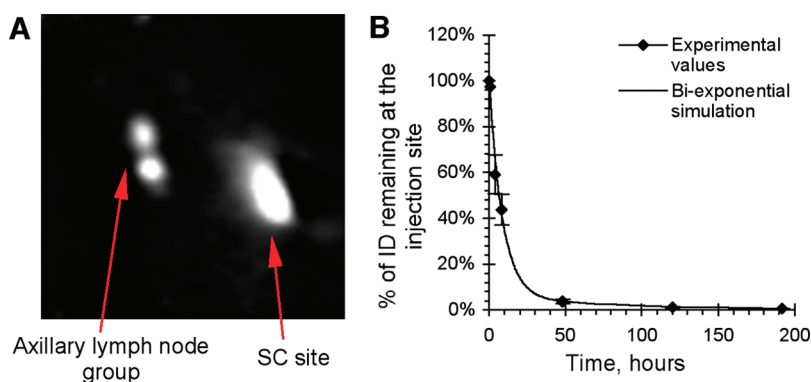 A
Axillary lymph node
group
SC site
B
% of ID remaining at the
injection site
120%
100%
80%
60%
40%
20%
0%
0
50
100
150
200
Time, hours
Experimental
values
Bi-exponential
simulation